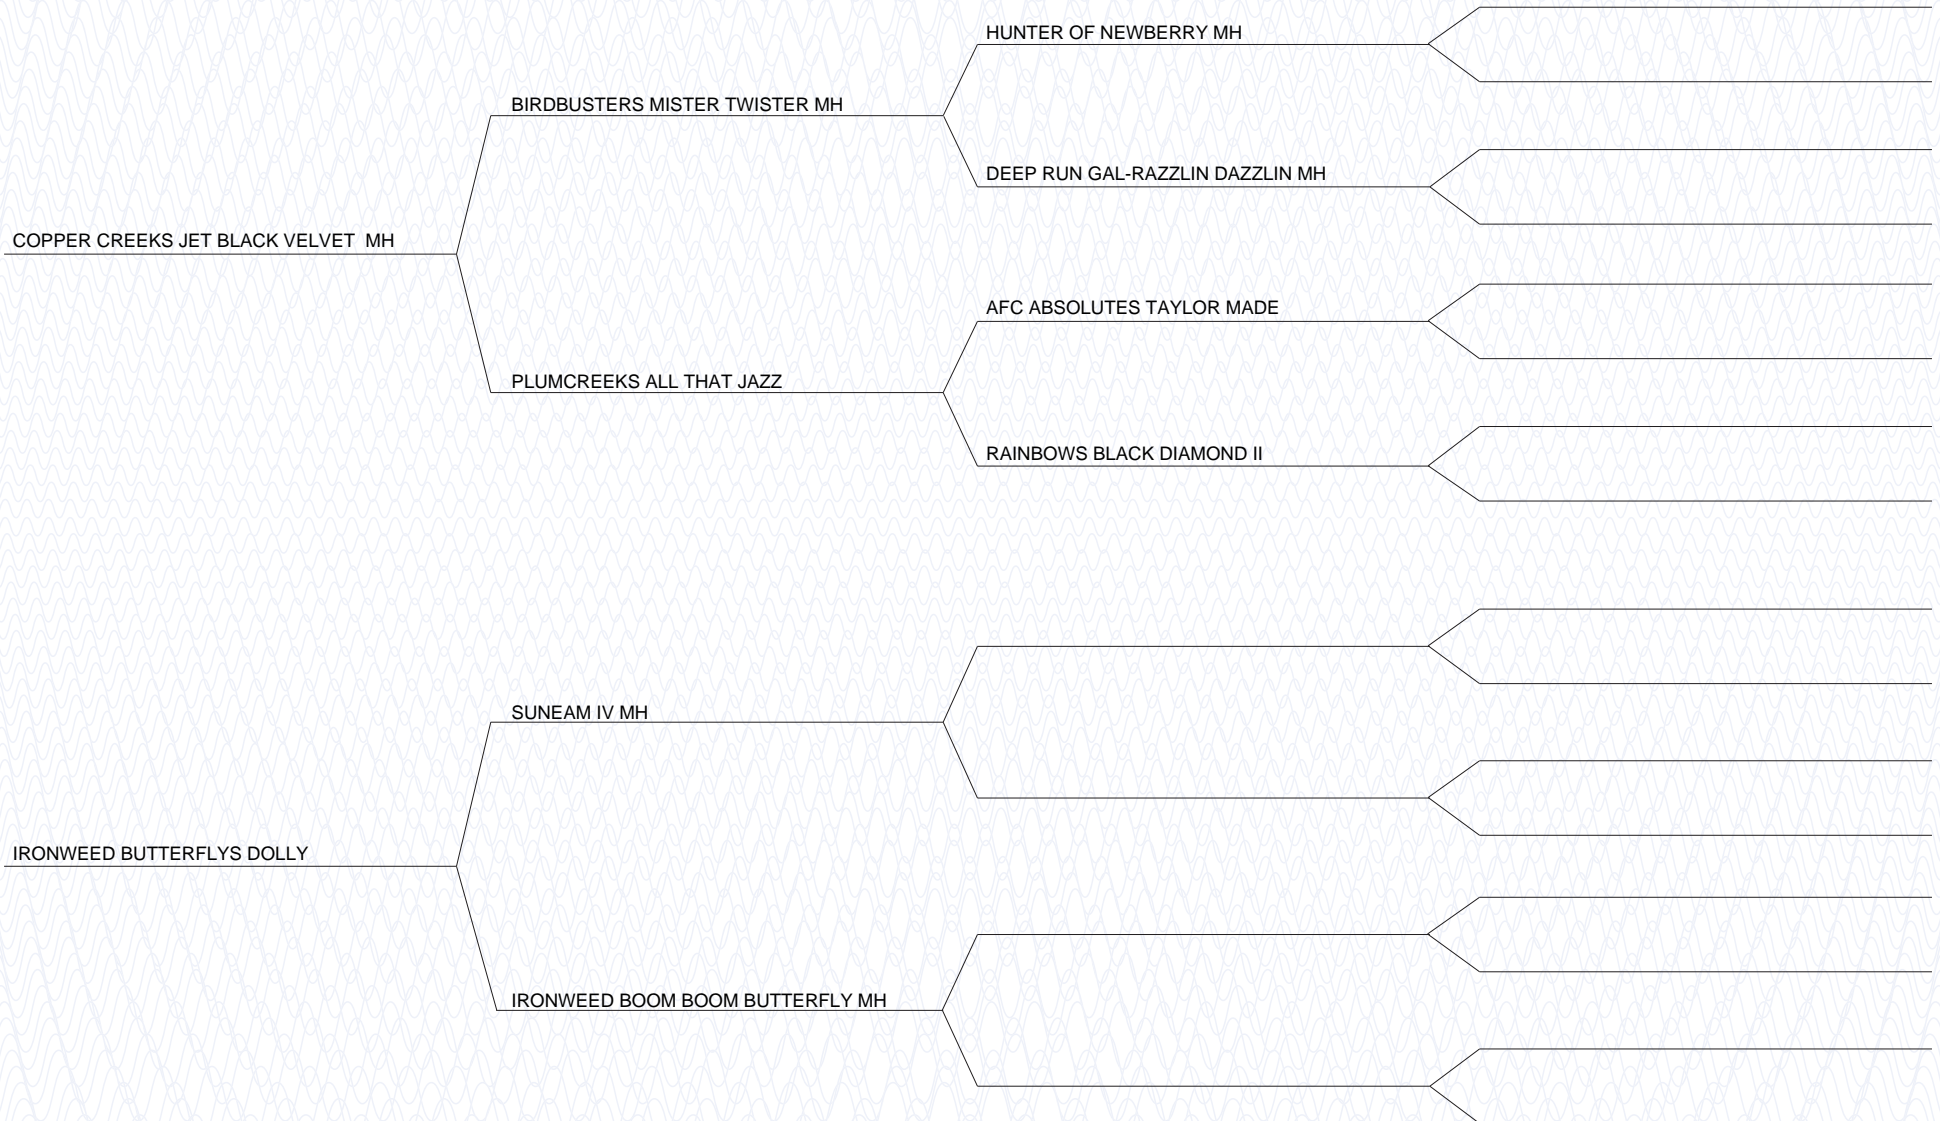 HUNTER OF NEWBERRY MH
BIRDBUSTERS MISTER TWISTER MH
DEEP RUN GAL-RAZZLIN DAZZLIN MH
COPPER CREEKS JET BLACK VELVET  MH
AFC ABSOLUTES TAYLOR MADE
PLUMCREEKS ALL THAT JAZZ
RAINBOWS BLACK DIAMOND II
SUNEAM IV MH
IRONWEED BUTTERFLYS DOLLY
IRONWEED BOOM BOOM BUTTERFLY MH